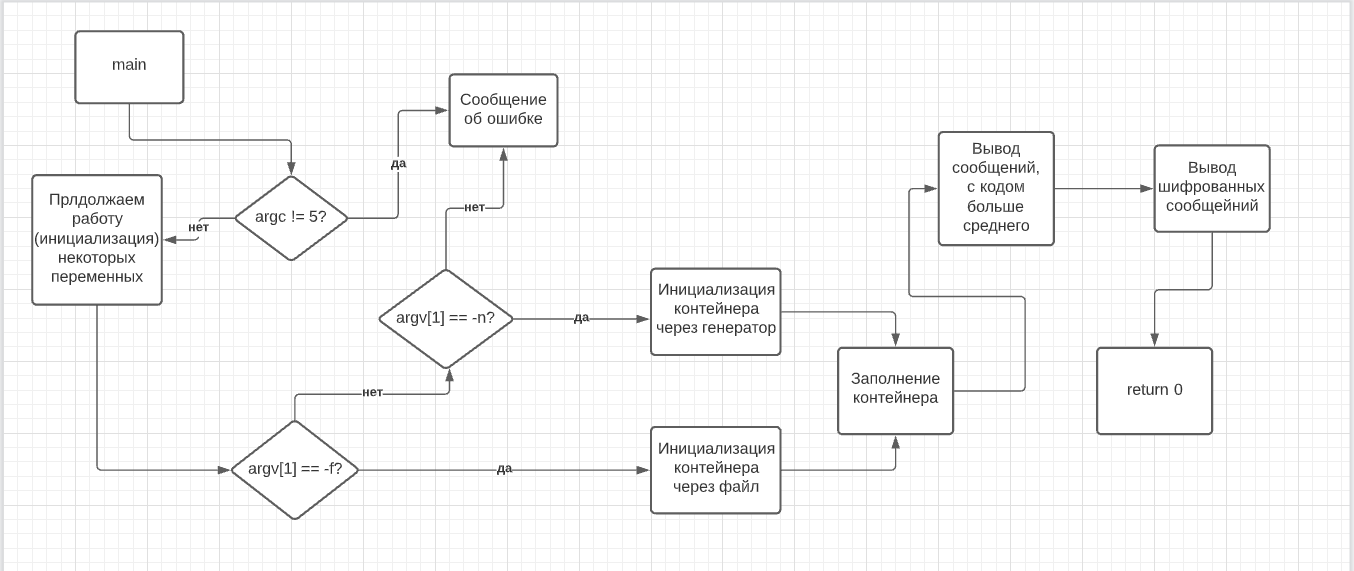 main
Сообщение
об ошибке
да
Прлдолжаем
работу
(инициализация)
некоторых
переменных
нет
argc != 5?
нет
argv[1] == -n?
да
Инициализация
контейнера
через генератор
Вывод
сообщений,
с кодом
больше
среднего
Вывод
шифрованных
сообщейний
Заполнение
контейнера
return 0
нет
argv[1] == -f?
да
Инициализация
контейнера
через файл